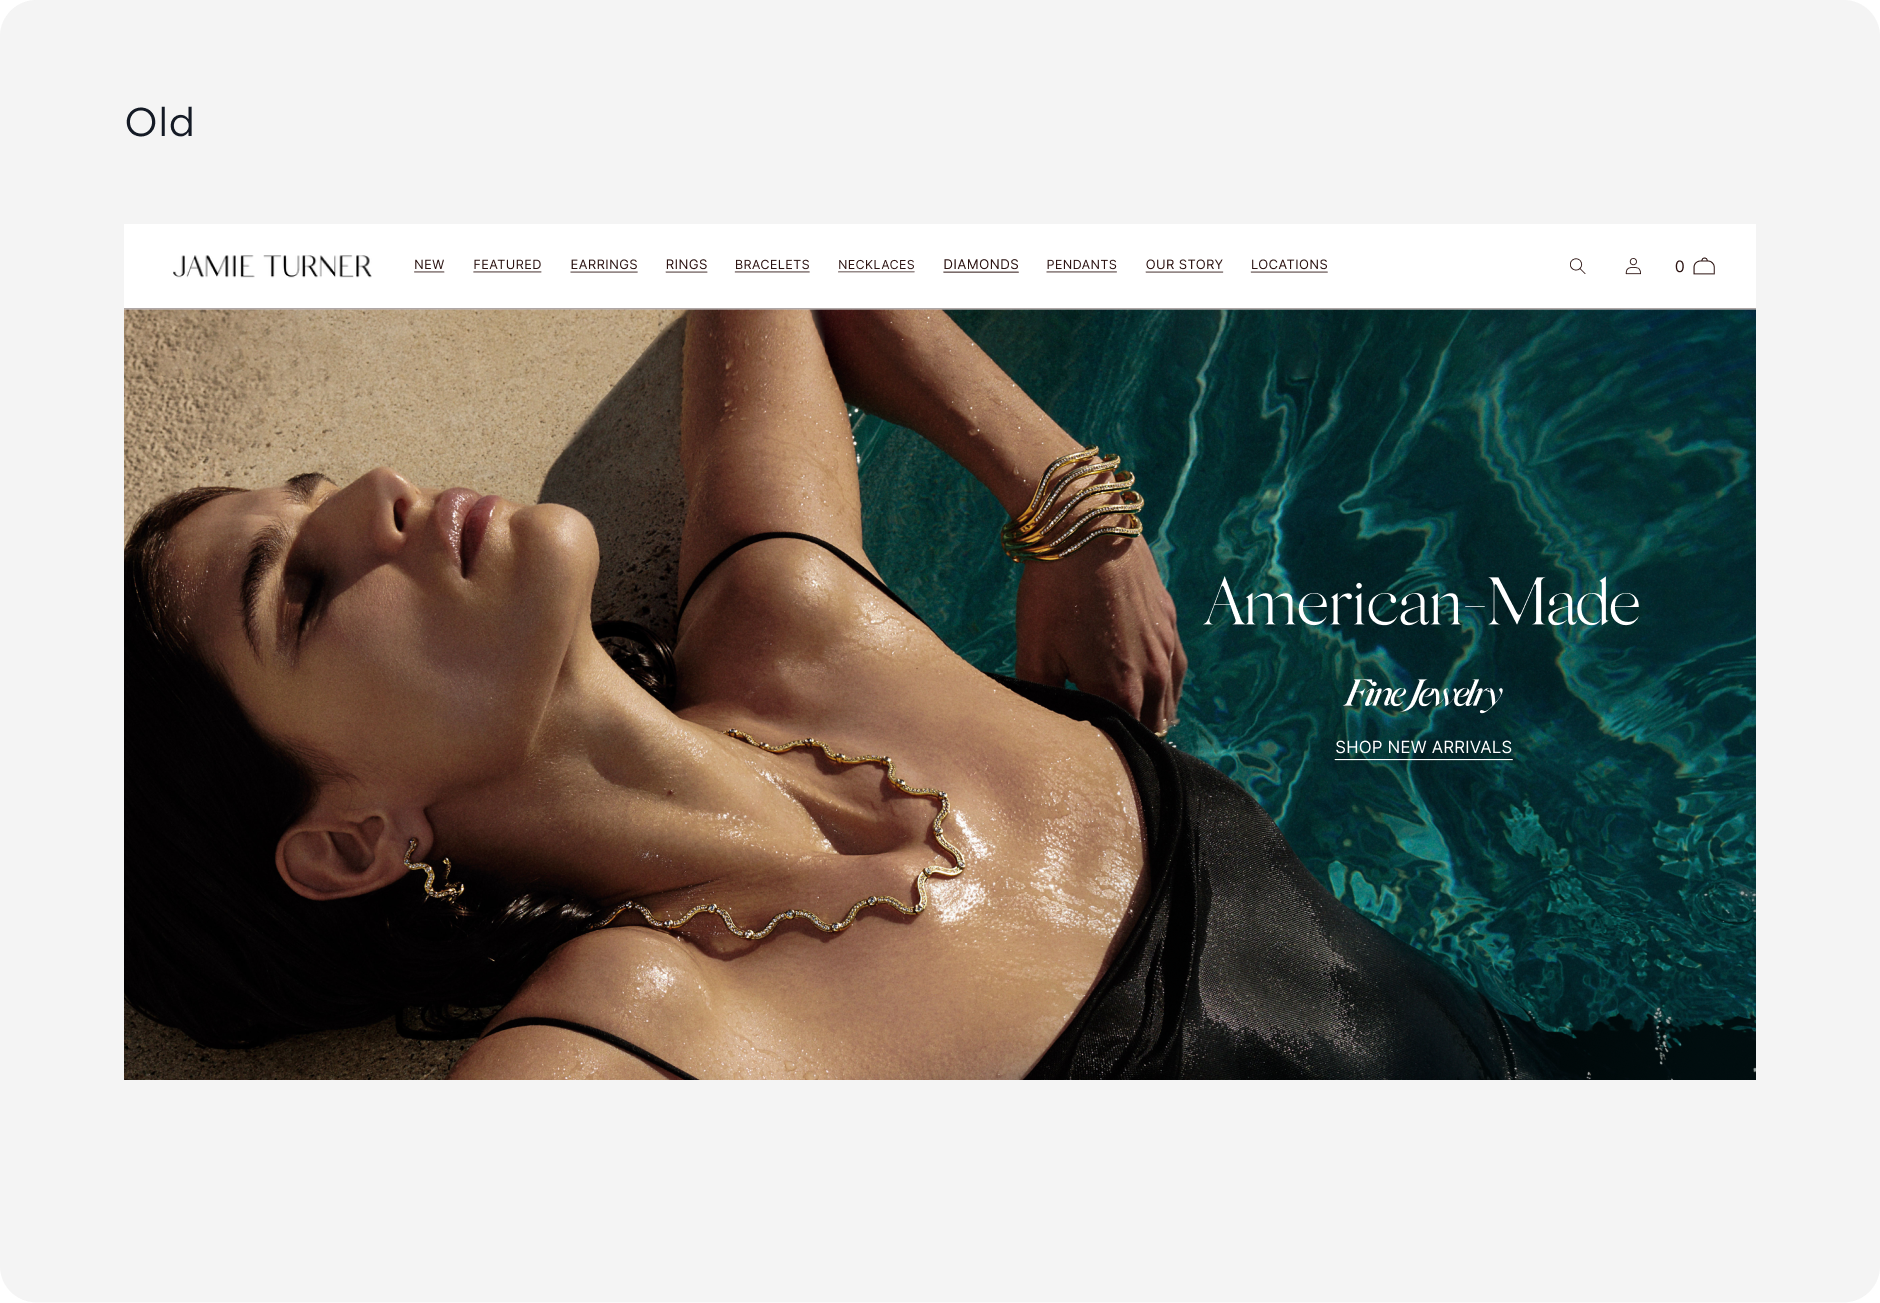 Old
JAMIE TURNER NEW FEATURED EARRINGS RINGS BRACELETS NECKLACES DIAMONDS PENDANTS OUR STORY LOCATIONS 0
American-Made
Fine Jewelry
SHOP NEW ARRIVALS